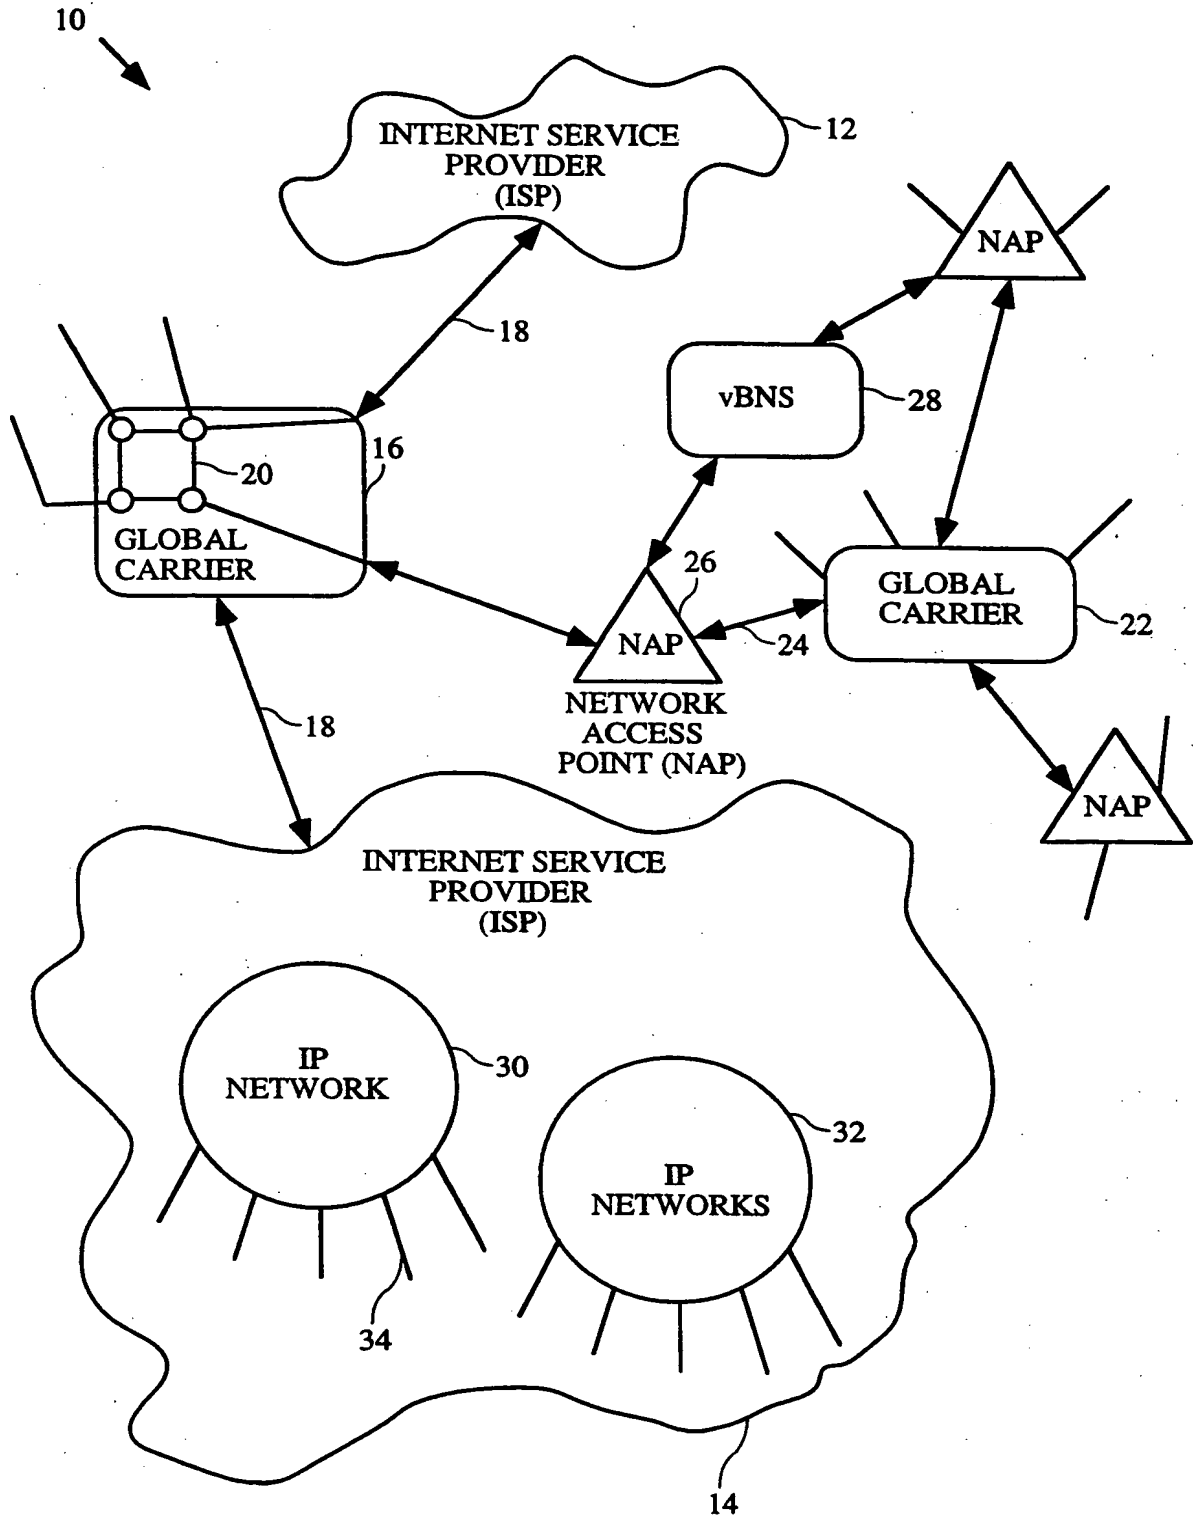 10
INTERNET SERVICE
PROVIDER
(ISP)
12
NAP
18
vBNS
28
16
20
GLOBAL
CARRIER
26
NAP
24
GLOBAL
CARRIER
22
NETWORK
ACCESS
POINT (NAP)
18
NAP
INTERNET SERVICE
PROVIDER
(ISP)
IP
NETWORK
30
32
IP
NETWORKS
34
14